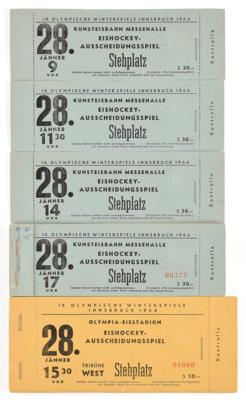 IX. OLYMPISCHE WINTERSPIELE INNSBRUCK 1964
28.
JÄNNER
9
UHR
KUNSTEISBAHN MESSEHALLE
EISHOCKEY-
AUSSCHEIDUNGSSPIEL
Stehplatz
S 30.—
Kontrolle
IX. OLYMPISCHE WINTERSPIELE INNSBRUCK 1964
28.
JÄNNER
11 30
UHR
KUNSTEISBAHN MESSEHALLE
EISHOCKEY-
AUSSCHEIDUNGSSPIEL
Stehplatz
S 30.—
Kontrolle
IX. OLYMPISCHE WINTERSPIELE INNSBRUCK 1964
28.
JÄNNER
14
UHR
KUNSTEISBAHN MESSEHALLE
EISHOCKEY-
AUSSCHEIDUNGSSPIEL
Stehplatz
S 30.—
Kontrolle
IX. OLYMPISCHE WINTERSPIELE INNSBRUCK 1964
28.
JÄNNER
17
UHR
KUNSTEISBAHN MESSEHALLE
EISHOCKEY-
AUSSCHEIDUNGSSPIEL
Stehplatz
S 30.—
Kontrolle
IX. OLYMPISCHE WINTERSPIELE
INNSBRUCK 1964
28.
JÄNNER
15 30
UHR
OLYMPIA-EISSTADION
EISHOCKEY-
AUSSCHEIDUNGSSPIEL
TRIBÜNE
WEST
Stehplatz
04000
S 30.—
Kontrolle